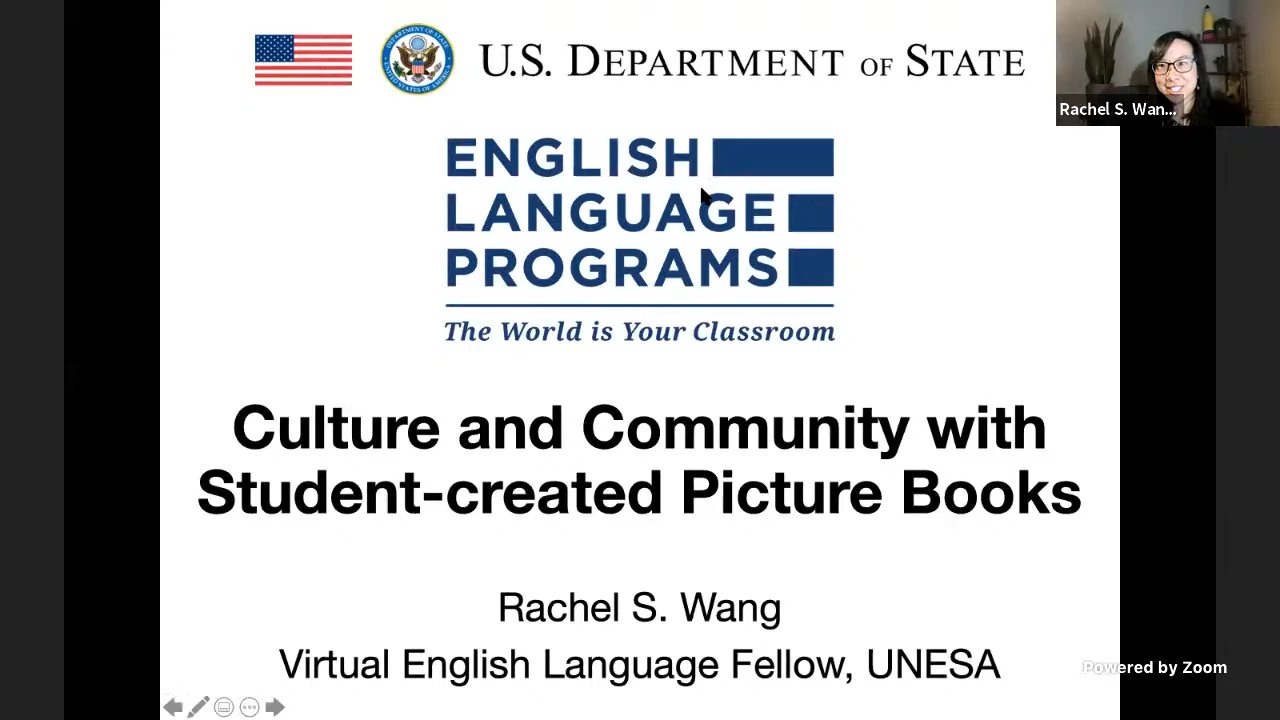 U.S. DEPARTMENT OF STATE
Rachel S. Wan...
ENGLISH
LANGUAGE
PROGRAMS
The World is Your Classroom
Culture and Community with
Student-created Picture Books
Rachel S. Wang
Virtual English Language Fellow, UNESA
Powered by Zoom